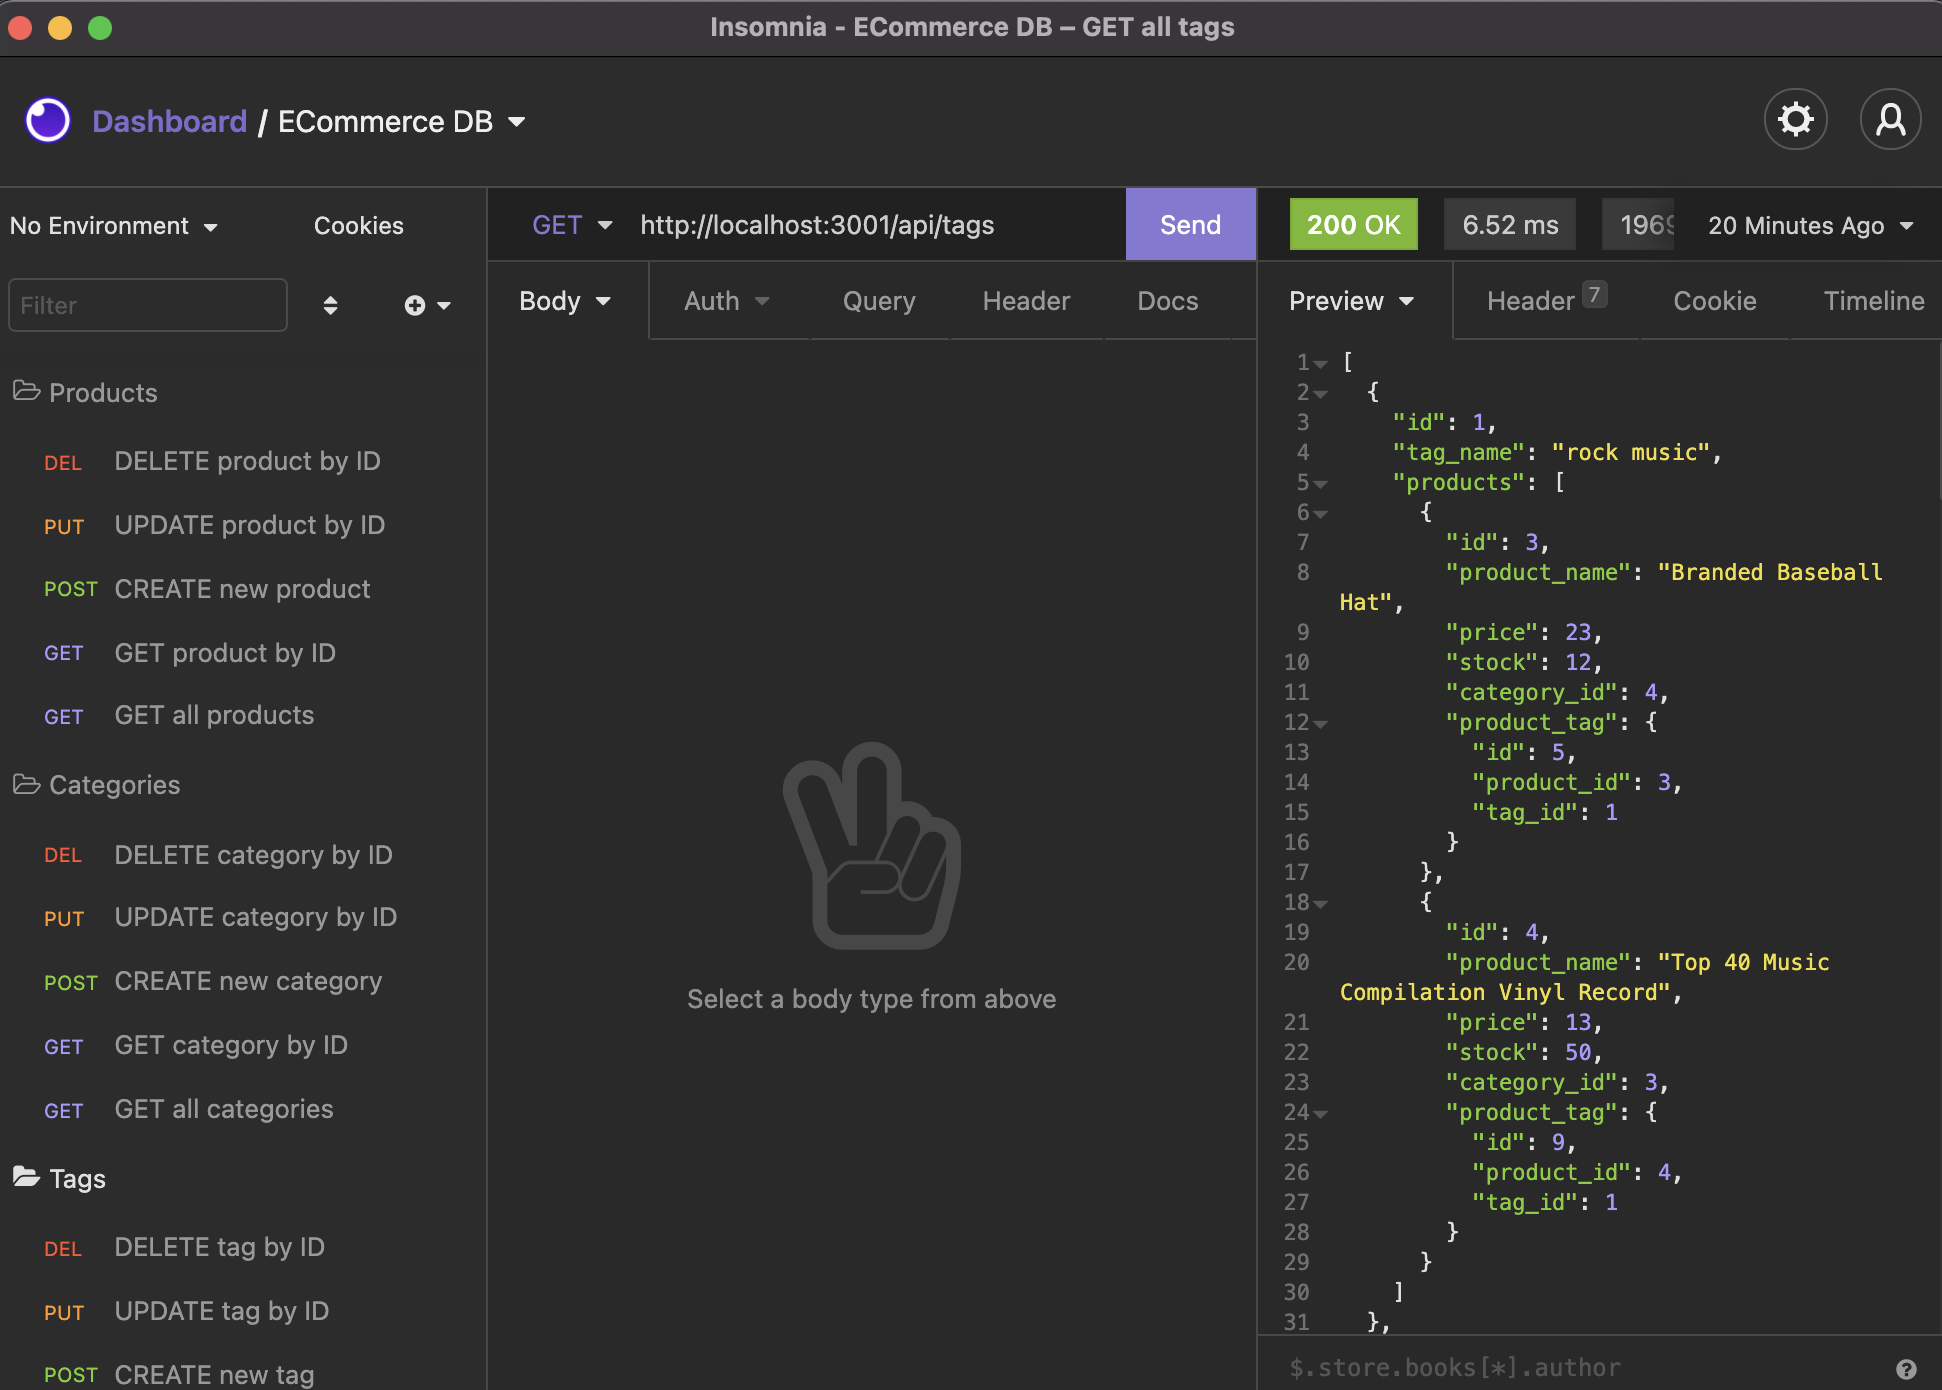 Insomnia - ECommerce DB – GET all tags
Dashboard / ECommerce DB
No Environment
Cookies
Filter
Products
DEL DELETE product by ID
PUT UPDATE product by ID
POST CREATE new product
GET GET product by ID
GET GET all products
Categories
DEL DELETE category by ID
PUT UPDATE category by ID
POST CREATE new category
GET GET category by ID
GET GET all categories
Tags
DEL DELETE tag by ID
PUT UPDATE tag by ID
POST CREATE new tag
GET http://localhost:3001/api/tags Send
Body Auth Query Header Docs
Select a body type from above
200 OK 6.52 ms 1969 20 Minutes Ago
Preview Header 7 Cookie Timeline
1 [
2 {
3 "id": 1,
4 "tag_name": "rock music",
5 "products": [
6 {
7 "id": 3,
8 "product_name": "Branded Baseball
Hat",
9 "price": 23,
10 "stock": 12,
11 "category_id": 4,
12 "product_tag": {
13 "id": 5,
14 "product_id": 3,
15 "tag_id": 1
16 }
17 },
18 {
19 "id": 4,
20 "product_name": "Top 40 Music
Compilation Vinyl Record",
21 "price": 13,
22 "stock": 50,
23 "category_id": 3,
24 "product_tag": {
25 "id": 9,
26 "product_id": 4,
27 "tag_id": 1
28 }
29 }
30 ]
31 },
$.store.books[*].author